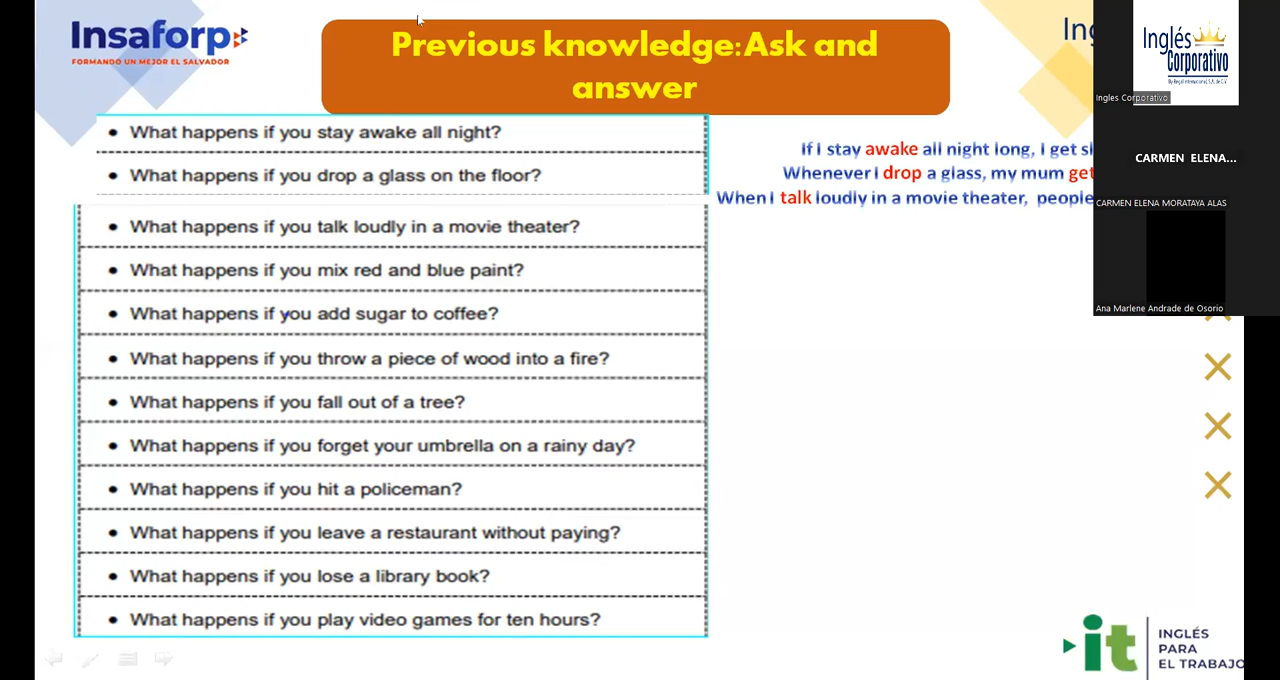 Insaforp
FORMANDO UN MEJOR EL SALVADOR
Previous knowledge: Ask and
answer
• What happens if you stay awake all night?
• What happens if you drop a glass on the floor?
• What happens if you talk loudly in a movie theater?
• What happens if you mix red and blue paint?
• What happens if you add sugar to coffee?
• What happens if you throw a piece of wood into a fire?
• What happens if you fall out of a tree?
• What happens if you forget your umbrella on a rainy day?
• What happens if you hit a policeman?
• What happens if you leave a restaurant without paying?
• What happens if you lose a library book?
• What happens if you play video games for ten hours?
If I stay awake all night long, I get
Whenever I drop a glass, my mum get
When I talk loudly in a movie theater, people
Inglés
Corporativo
Ingles Corporativo
CARMEN ELENA...
CARMEN ELENA MORATAYA ALAS
Ana Marlene Andrade de Osorio
it
INGLÉS
PARA
EL TRABAJO